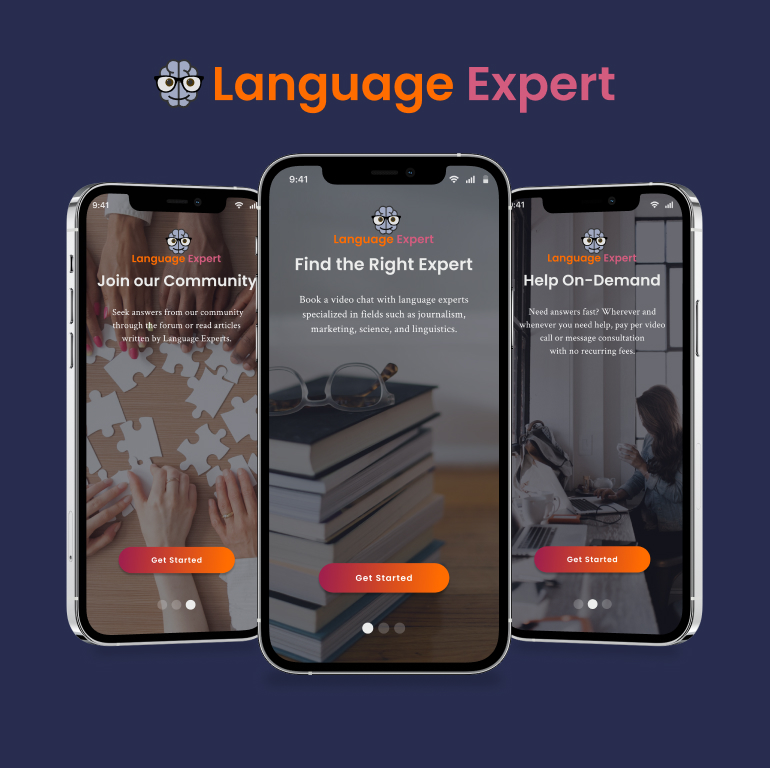 Language Expert
9:41
Language Expert
Join our Community
Seek answers from our community
through the forum or read articles
written by Language Experts.
Get Started
9:41
Language Expert
Find the Right Expert
Book a video chat with language experts
specialized in fields such as journalism,
marketing, science, and linguistics.
Get Started
9:41
Language Expert
Help On-Demand
Need answers fast? Wherever and
whenever you need help, pay per video
call or message consultation
with no recurring fees.
Get Started